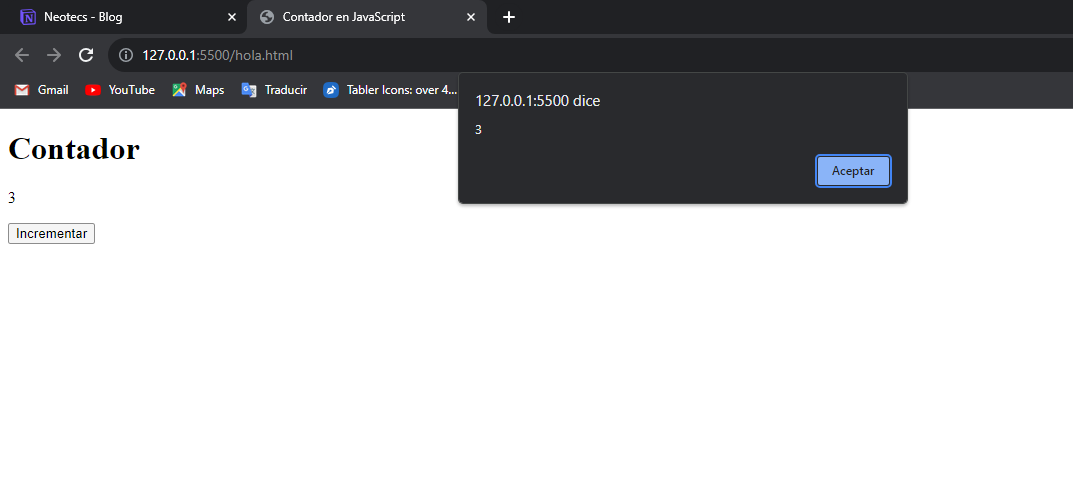 Neotecs - Blog
Contador en JavaScript
127.0.0.1:5500/hola.html
Gmail
YouTube
Maps
Traducir
Tabler Icons: over 4...
127.0.0.1:5500 dice
3
Aceptar
Contador
3
Incrementar